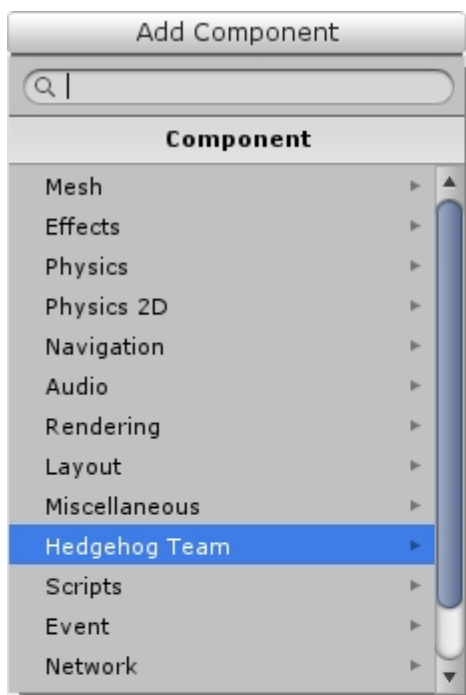 Add Component
Component
Mesh
Effects
Physics
Physics 2D
Navigation
Audio
Rendering
Layout
Miscellaneous
Hedgehog Team
Scripts
Event
Network